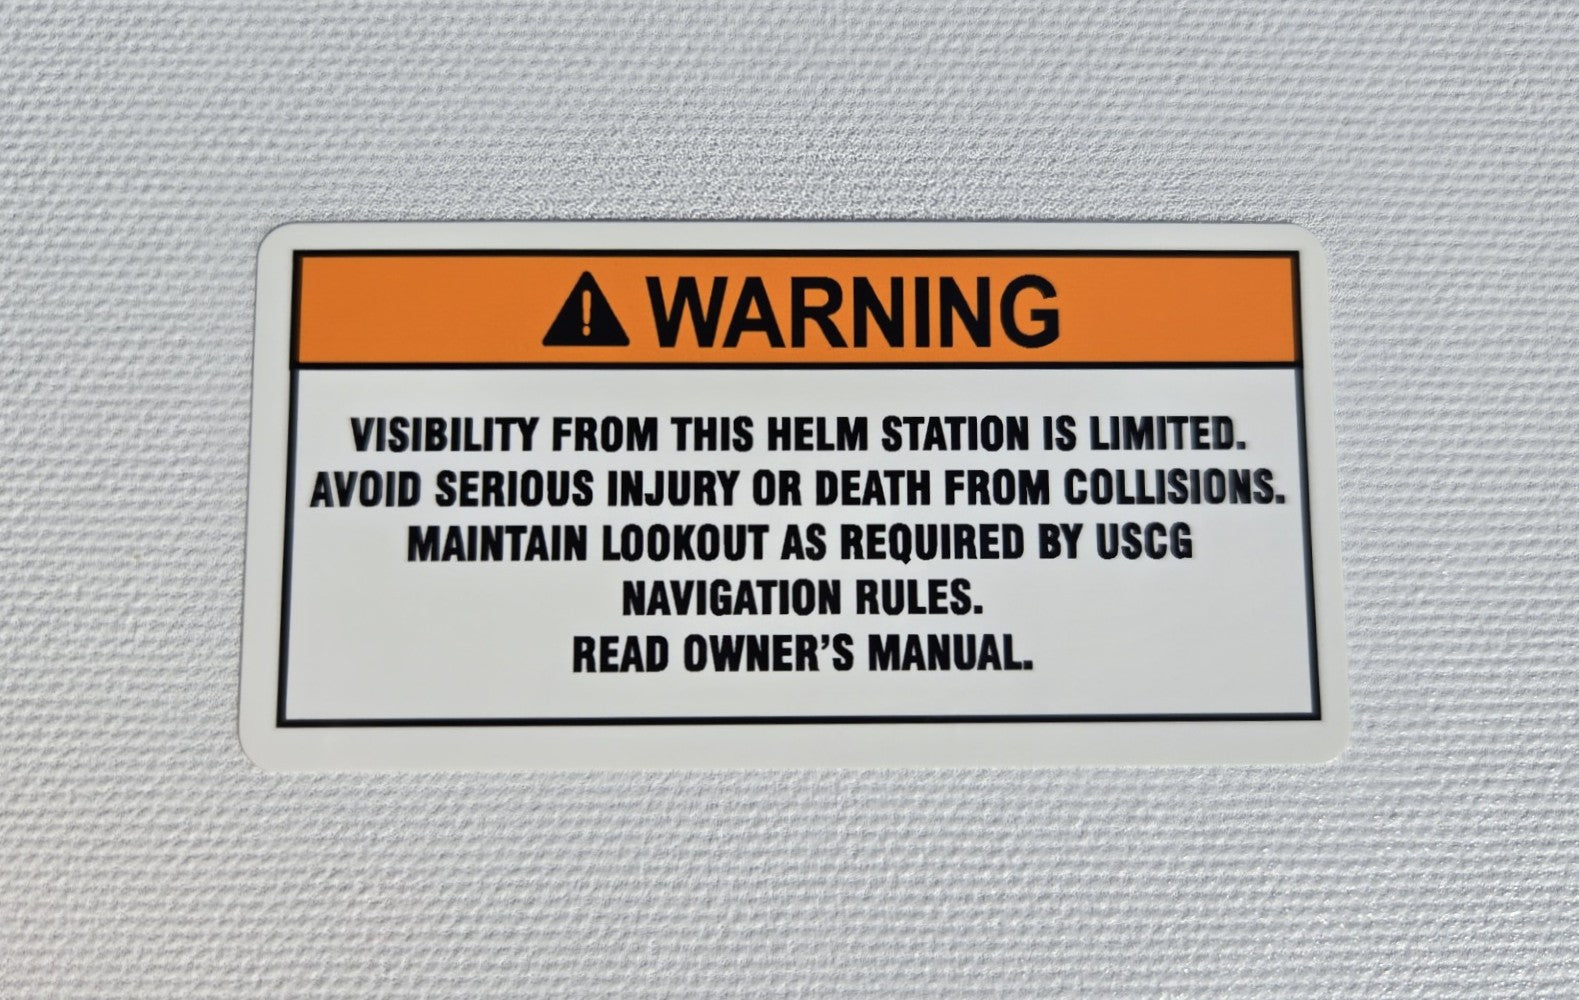 WARNING
VISIBILITY FROM THIS HELM STATION IS LIMITED.
AVOID SERIOUS INJURY OR DEATH FROM COLLISIONS.
MAINTAIN LOOKOUT AS REQUIRED BY USCG
NAVIGATION RULES.
READ OWNER'S MANUAL.